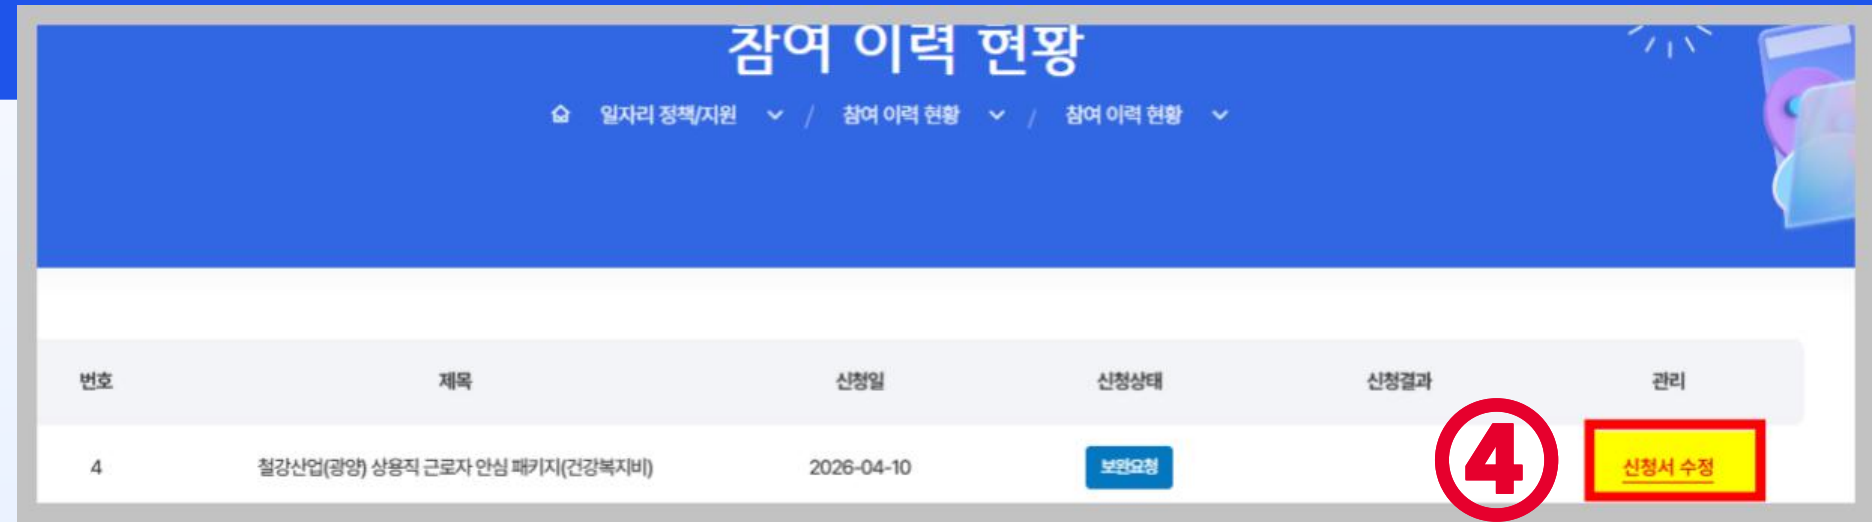 참여 이력 현황
일자리 정책/지원 / 참여 이력 현황 / 참여 이력 현황
번호 제목 신청일 신청상태 신청결과 관리
4 철강산업(광양) 상용직 근로자 안심 패키지(건강복지비) 2026-04-10 보완요청 ④ 신청서 수정